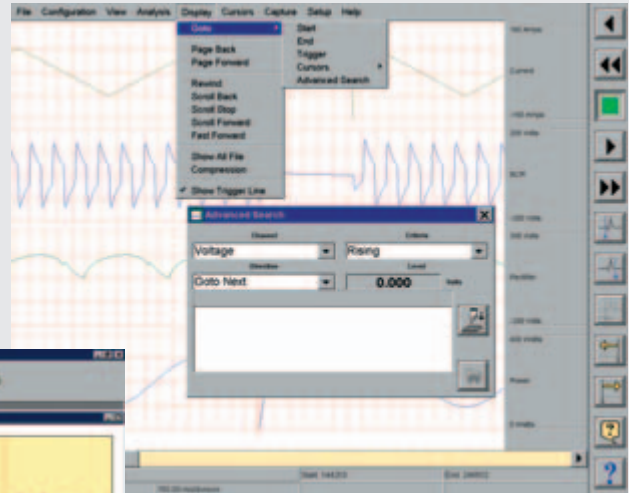 File Configuration View Analysis Display Cursors Capture Setup Help
Goto
Start
End
Trigger
Cursors
Advanced Search
Page Back
Page Forward
Rewind
Scroll Back
Scroll Stop
Scroll Forward
Fast Forward
Show All File
Compression
Show Trigger Line
Current
Advanced Search
Channel
Criteria
Voltage
Rising
Direction
Level
Goto Next
0.000
Volts
Rectifier
Power